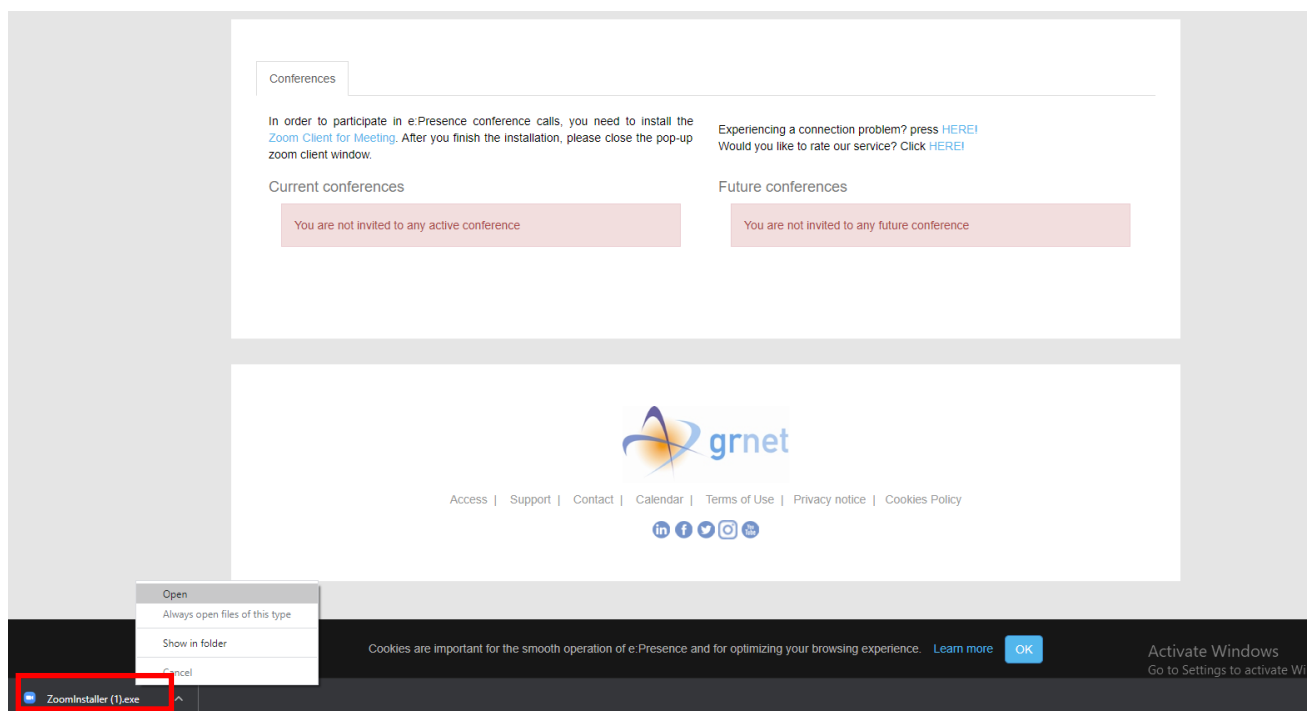 Conferences
In order to participate in e:Presence conference calls, you need to install the
Zoom Client for Meeting. After you finish the installation, please close the pop-up
zoom client window.
Experiencing a connection problem? press HERE!
Would you like to rate our service? Click HERE!
Current conferences
You are not invited to any active conference
Future conferences
You are not invited to any future conference
grnet
Access | Support | Contact | Calendar | Terms of Use | Privacy notice | Cookies Policy
in f You Tube
Open
Always open files of this type
Show in folder
Cancel
Cookies are important for the smooth operation of e:Presence and for optimizing your browsing experience. Learn more OK
Activate Windows
Go to Settings to activate Wi
ZoomInstaller (1).exe